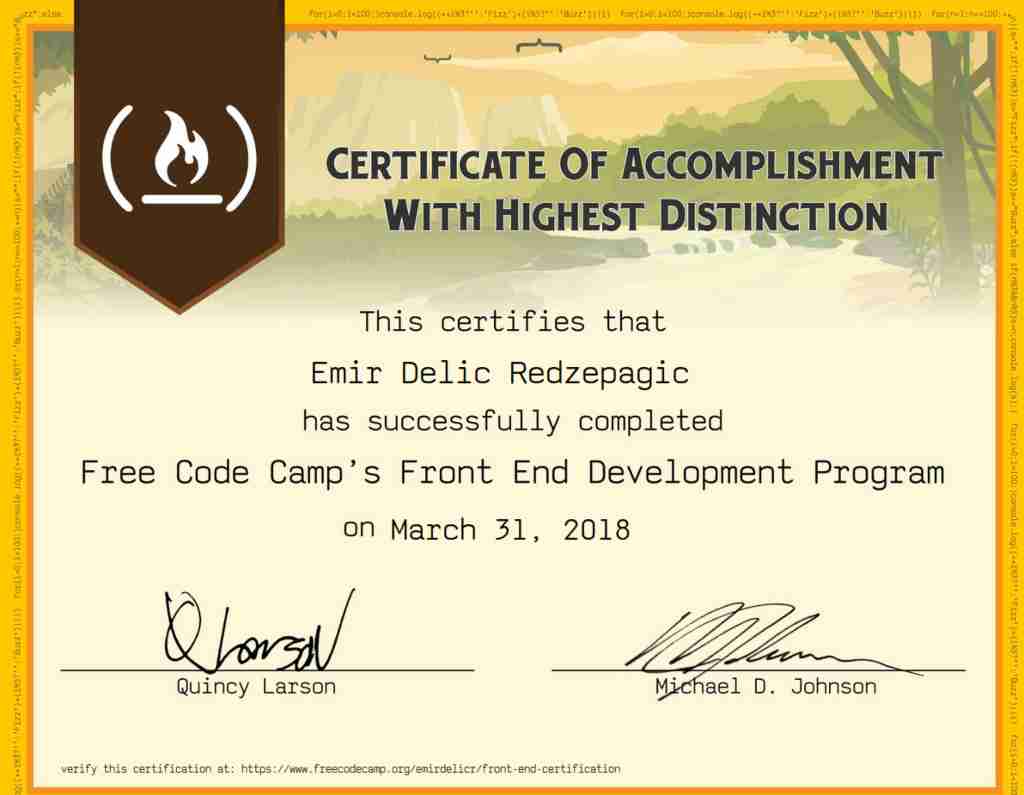 Certificate Of Accomplishment
With Highest Distinction
This certifies that
Emir Delic Redzepagic
has successfully completed
Free Code Camp's Front End Development Program
on March 31, 2018
Quincy Larson
Michael D. Johnson
verify this certification at: https://www.freecodecamp.org/emirdelicr/front-end-certification